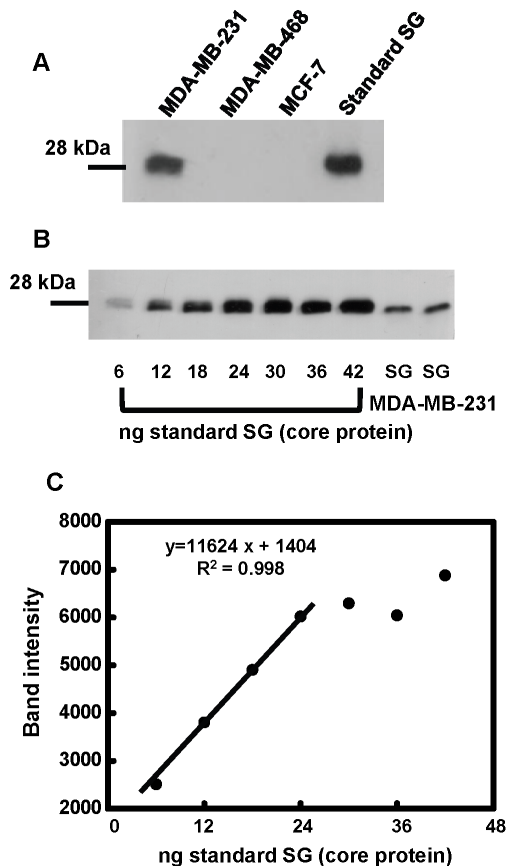 A
MDA-MB-231
MDA-MB-468
MCF-7
Standard SG
28 kDa
B
28 kDa
6 12 18 24 30 36 42 SG SG
MDA-MB-231
ng standard SG (core protein)
C
8000
7000
6000
5000
4000
3000
2000
Band intensity
y=11624 x + 1404
R² = 0.998
0 12 24 36 48
ng standard SG (core protein)